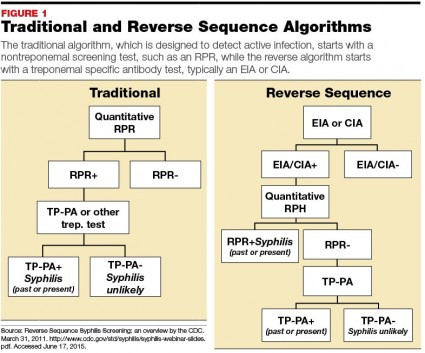 FIGURE 1
Traditional and Reverse Sequence Algorithms
The traditional algorithm, which is designed to detect active infection, starts with a
nontreponemal screening test, such as an RPR, while the reverse algorithm starts
with a treponemal specific antibody test, typically an EIA or CIA.
Traditional
Quantitative
RPR
RPR+
RPR-
TP-PA or other
trep. test
TP-PA+
Syphilis
(past or present)
TP-PA-
Syphilis
unlikely
Reverse Sequence
EIA or CIA
EIA/CIA+
EIA/CIA-
Quantitative
RPH
RPR+Syphilis
(past or present)
RPR-
TP-PA
TP-PA+
(past or present)
TP-PA-
Syphilis unlikely
Source: Reverse Sequence Syphilis Screening: an overview by the CDC.
March 31, 2011. http://www.cdc.gov/std/syphilis/syphilis-webinar-slides.
pdf. Accessed June 17, 2015.